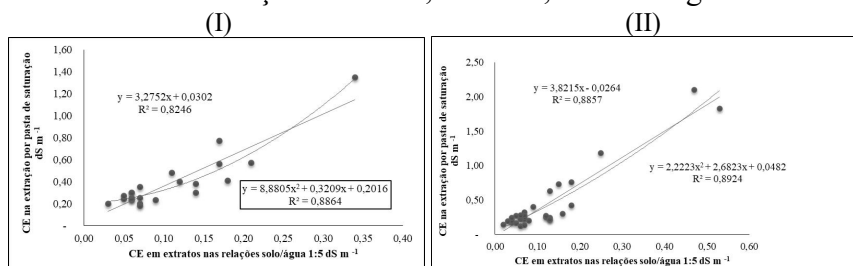 (I) (II)
CE na extração por pasta de saturação
dS m -1
1,60
1,40
1,20
1,00
0,80
0,60
0,40
0,20
-
y = 3,2752x + 0,0302
R² = 0,8246
y = 8,8805x² + 0,3209x + 0,2016
R² = 0,8864
0,00 0,05 0,10 0,15 0,20 0,25 0,30 0,35 0,40
CE em extratos nas relações solo/água 1:5 dS m -1
CE na extração por pasta de saturação
dS m -1
2,50
2,00
1,50
1,00
0,50
-
y = 3,8215x - 0,0264
R² = 0,8857
2,2223x² + 2,6823x + 0,0482
R² = 0,8924
0,00 0,10 0,20 0,30 0,40 0,50 0,60
CE em extratos nas relações solo/água 1:5 dS m -1